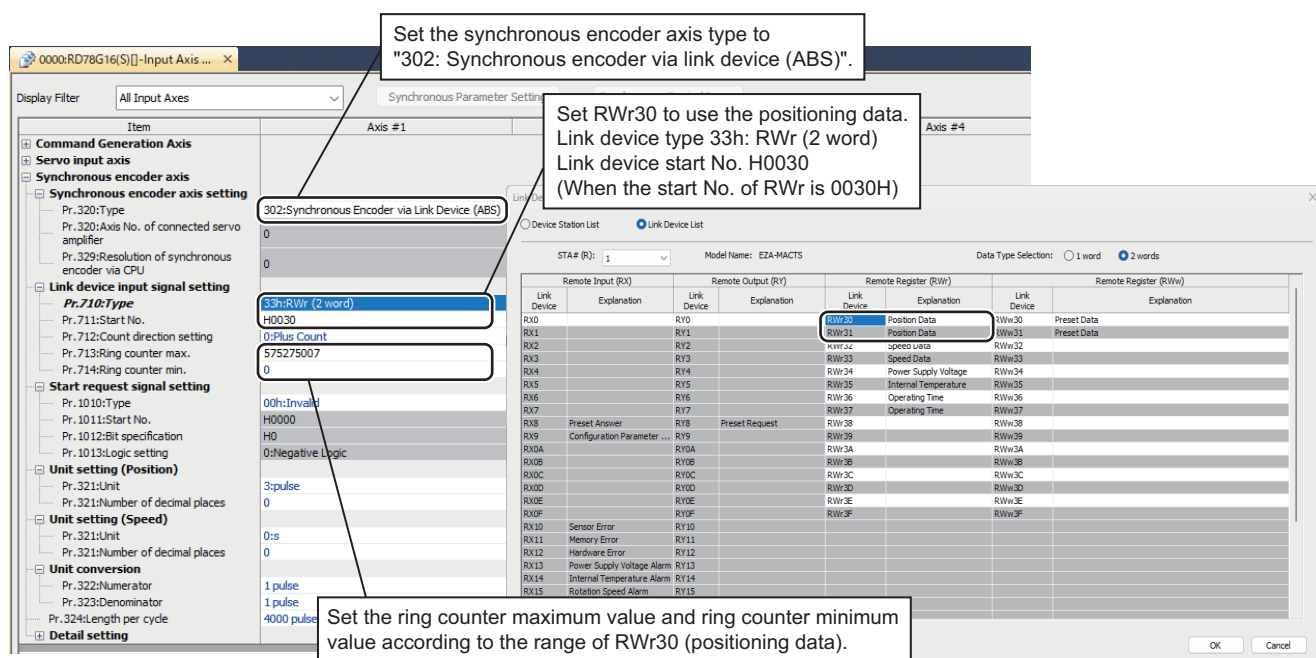 Set the synchronous encoder axis type to
"302: Synchronous encoder via link device (ABS)".
0000:RD78G16(S)[]-Input Axis ... ×
Display Filter All Input Axes
Set RWr30 to use the positioning data.
Link device type 33h: RWr (2 word)
Link device start No. H0030
(When the start No. of RWr is 0030H)
Item Axis #1 Axis #4
Command Generation Axis
Servo input axis
Synchronous encoder axis
Synchronous encoder axis setting
Pr.320:Type 302:Synchronous Encoder via Link Device (ABS)
Pr.320:Axis No. of connected servo
amplifier 0
Pr.329:Resolution of synchronous
encoder via CPU 0
Link device input signal setting
Pr.710:Type 33h:RWr (2 word)
Pr.711:Start No. H0030
Pr.712:Count direction setting 0:Plus Count
Pr.713:Ring counter max. 575275007
Pr.714:Ring counter min. 0
Start request signal setting
Pr.1010:Type 00h:Invalid
Pr.1011:Start No. H0000
Pr.1012:Bit specification H0
Pr.1013:Logic setting 0:Negative Logic
Unit setting (Position)
Pr.321:Unit 3:pulse
Pr.321:Number of decimal places 0
Unit setting (Speed)
Pr.321:Unit 0:s
Pr.321:Number of decimal places 0
Unit conversion
Pr.322:Numerator 1 pulse
Pr.323:Denominator 1 pulse
Pr.324:Length per cycle 4000 pulse
Detail setting
Device Station List Link Device List
STA# (R): 1 Model Name: EZA-MACTS Data Type Selection: 1 word 2 words
Remote Input (RX) Remote Output (RY) Remote Register (RWr) Remote Register (RWw)
Link Device Explanation Link Device Explanation Link Device Explanation Link Device Explanation
RX0 RY0 RWr30 Position Data RWw30 Preset Data
RX1 RY1 RWr31 Position Data RWw31 Preset Data
RX2 RY2 RWr32 Speed Data RWw32
RX3 RY3 RWr33 Speed Data RWw33
RX4 RY4 RWr34 Power Supply Voltage RWw34
RX5 RY5 RWr35 Internal Temperature RWw35
RX6 RY6 RWr36 Operating Time RWw36
RX7 RY7 RWr37 Operating Time RWw37
RX8 Preset Answer RY8 Preset Request RWr38 RWw38
RX9 Configuration Parameter ... RY9 RWr39 RWw39
RX0A RY0A RWr3A RWw3A
RX0B RY0B RWr3B RWw3B
RX0C RY0C RWr3C RWw3C
RX0D RY0D RWr3D RWw3D
RX0E RY0E RWr3E RWw3E
RX0F RY0F RWr3F RWw3F
RX10 Sensor Error RY10
RX11 Memory Error RY11
RX12 Hardware Error RY12
RX13 Power Supply Voltage Alarm RY13
RX14 Internal Temperature Alarm RY14
RX15 Rotation Speed Alarm RY15
Set the ring counter maximum value and ring counter minimum
value according to the range of RWr30 (positioning data).
OK Cancel